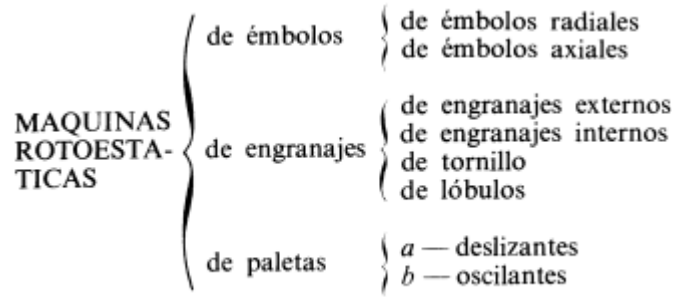 de émbolos
de émbolos radiales
de émbolos axiales
MAQUINAS
ROTOESTA-
TICAS
de engranajes
de engranajes externos
de engranajes internos
de tornillo
de lóbulos
de paletas
a — deslizantes
b — oscilantes